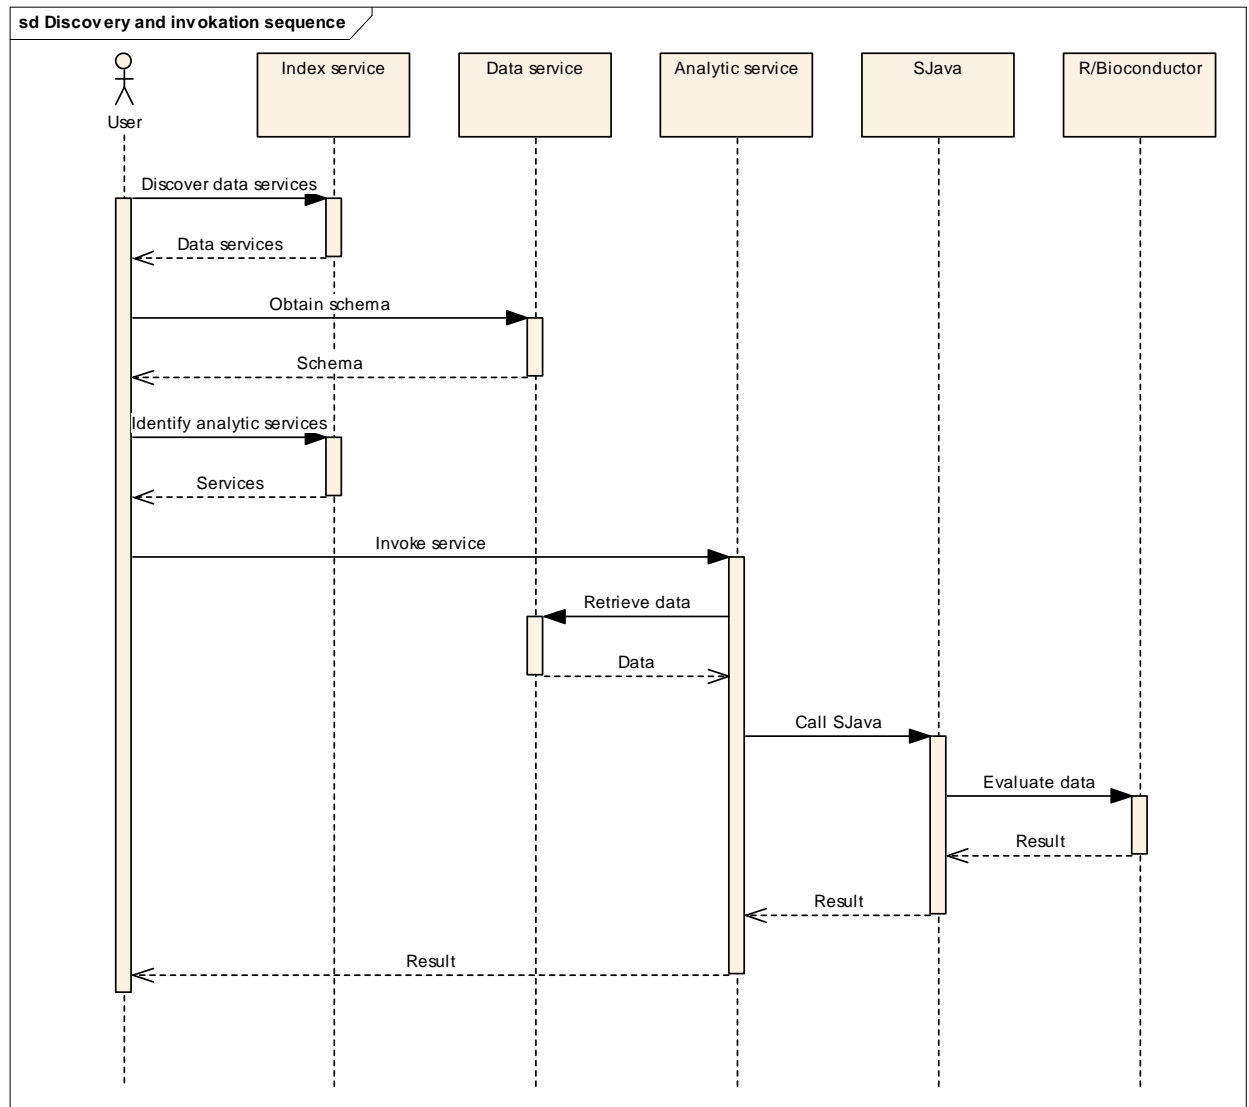 sd Discovery and invokation sequence
User
Index service
Data service
Analytic service
SJava
R/Bioconductor
Discover data services
Data services
Obtain schema
Schema
Identify analytic services
Services
Invoke service
Retrieve data
Data
Call SJava
Evaluate data
Result
Result
Result